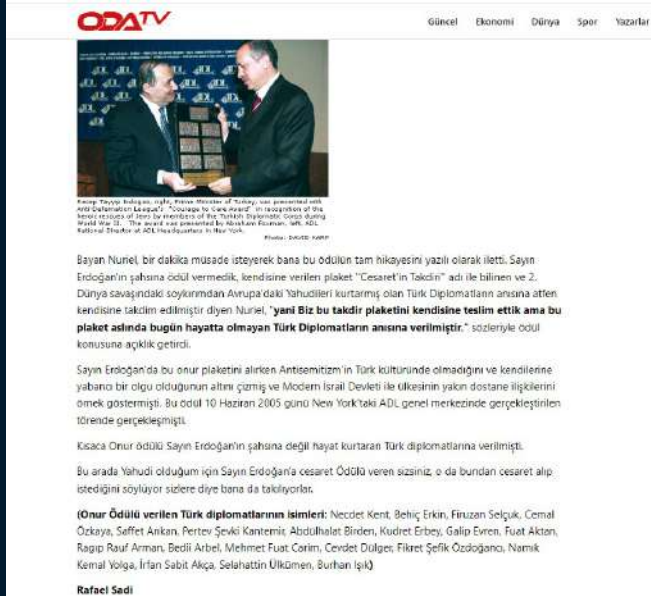 ODATV
Güncel Ekonomi Dünya Spor Yazarlar
Recep Tayyip Erdogan, right, Prime Minister of Turkey, was presented with
Anti-Defamation League's "Courage to Care Award" in recognition of the
heroic rescues of Jews by members of the Turkish Diplomatic Corps during
World War II. The award was presented by Abraham Foxman, left, ADL
National Director at ADL Headquarters in New York.
Photo: DAVID KARP
Bayan Nuriel, bir dakika müsade isteyerek bana bu ödülün tam hikayesini yazılı olarak iletti. Sayın
Erdoğan'ın şahsına ödül vermedik, kendisine verilen plaket "Cesaret'in Takdiri" adı ile bilinen ve 2.
Dünya savaşındaki soykırımdan Avrupa'daki Yahudileri kurtarmış olan Türk Diplomatların anısına atfen
kendisine takdim edilmiştir diyen Nuriel, "yani Biz bu takdir plaketini kendisine teslim ettik ama bu
plaket aslında bugün hayatta olmayan Türk Diplomatların anısına verilmiştir." sözleriyle ödül
konusuna açıklık getirdi.
Sayın Erdoğan'da bu onur plaketini alırken Antisemitizm'in Türk kültüründe olmadığını ve kendilerine
yabancı bir olgu olduğunun altını çizmiş ve Modern İsrail Devleti ile ülkesinin yakın dostane ilişkilerini
örnek göstermişti. Bu ödül 10 Haziran 2005 günü New York'taki ADL genel merkezinde gerçekleştirilen
törende gerçekleşmişti.
Kısaca Onur ödülü Sayın Erdoğan'ın şahsına değil hayat kurtaran Türk diplomatlarına verilmişti.
Bu arada Yahudi olduğum için Sayın Erdoğan'a cesaret Ödülü veren sizsiniz, o da bundan cesaret alıp
istediğini söylüyor sizlere diye bana da takılıyorlar.
(Onur Ödülü verilen Türk diplomatlarının isimleri: Necdet Kent, Behiç Erkin, Firuzan Selçuk, Cemal
Özkaya, Saffet Arıkan, Pertev Şevki Kantemir, Abdülhalat Birden, Kudret Erbey, Galip Evren, Fuat Aktan,
Ragıp Rauf Arman, Bedii Arbel, Mehmet Fuat Carim, Cevdet Dülger, Fikret Şefik Özdoğancı, Namık
Kemal Yolga, İrfan Sabit Akça, Selahattin Ülkümen, Burhan Işık)
Rafael Sadi